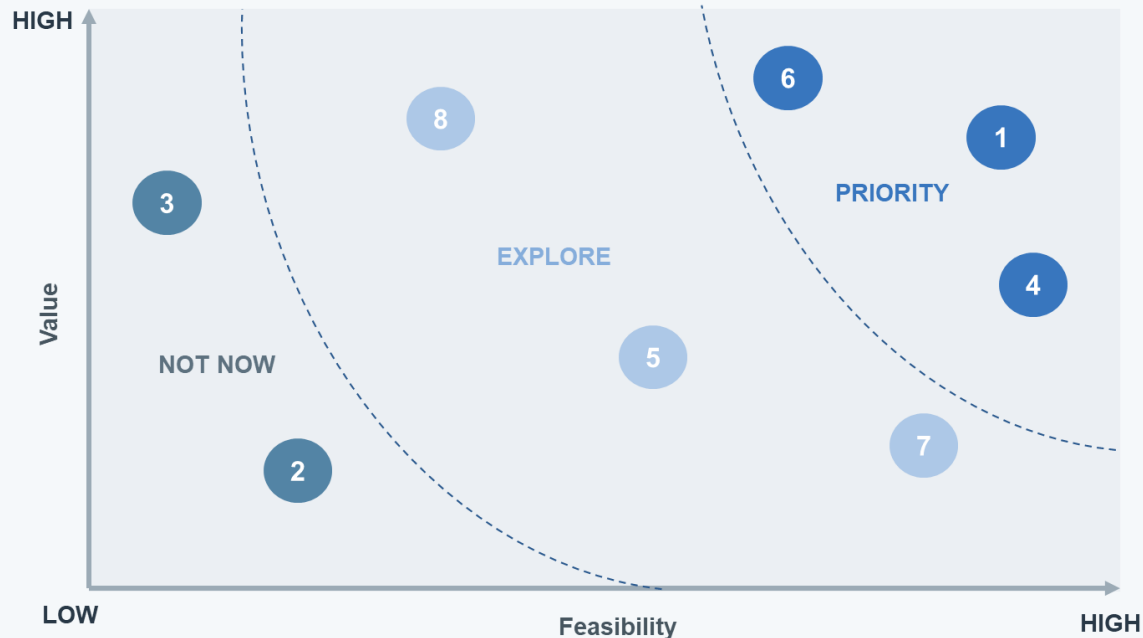 HIGH
6
8
1
PRIORITY
3
EXPLORE
4
Value
5
NOT NOW
7
2
LOW
Feasibility
HIGH